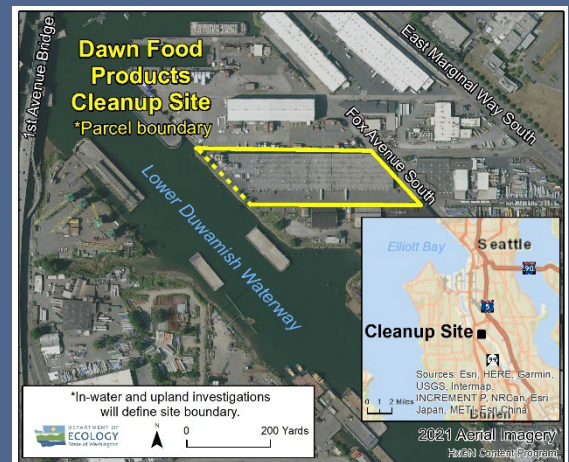 Dawn Food
Products
Cleanup Site
*Parcel boundary
1st Avenue Bridge
East Marginal Way South
Fox Avenue South
Lower Duwamish Waterway
Elliott Bay
Seattle
90
5
Cleanup Site
99
Sources: Esri, HERE, Garmin,
USGS, Intermap,
INCREMENT P, NRCan, Esri
Japan, METI, Esri China
0 1 2 Miles
Burien
*In-water and upland investigations
will define site boundary.
DEPARTMENT OF
ECOLOGY
State of Washington
N
0 200 Yards
2021 Aerial Imagery
HxGN Content Program